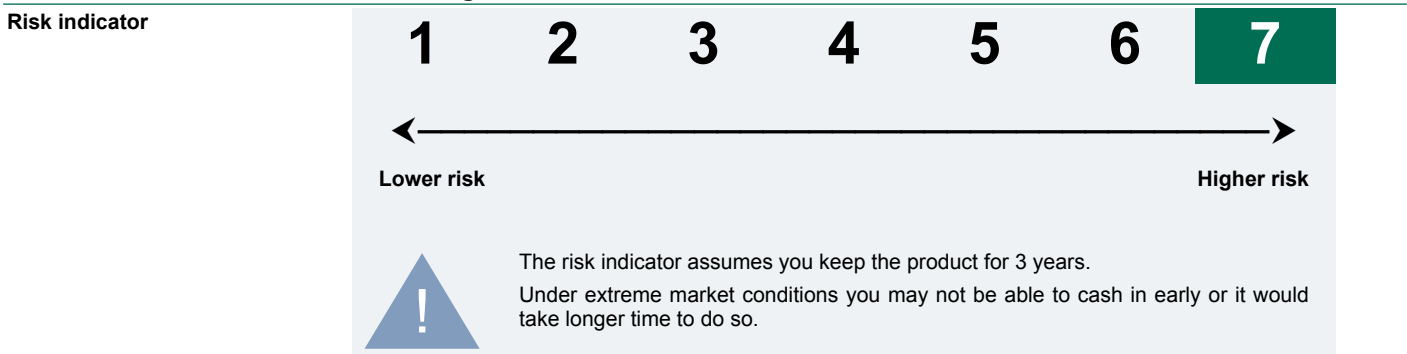 Risk indicator
1 2 3 4 5 6 7
Lower risk Higher risk
! The risk indicator assumes you keep the product for 3 years.
Under extreme market conditions you may not be able to cash in early or it would
take longer time to do so.